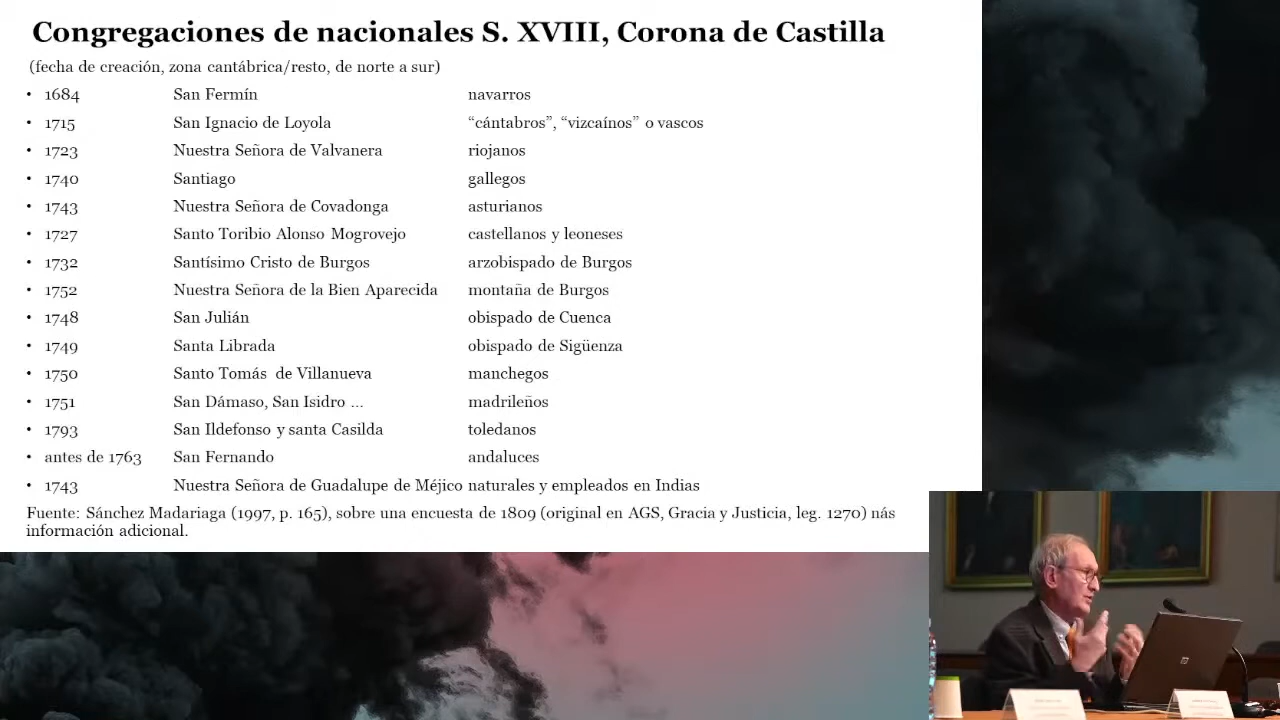 Congregaciones de nacionales S. XVIII, Corona de Castilla
(fecha de creación, zona cantábrica/resto, de norte a sur)
• 1684 San Fermín navarros
• 1715 San Ignacio de Loyola “cántabros”, “vizcaínos” o vascos
• 1723 Nuestra Señora de Valvanera riojanos
• 1740 Santiago gallegos
• 1743 Nuestra Señora de Covadonga asturianos
• 1727 Santo Toribio Alonso Mogrovejo castellanos y leoneses
• 1732 Santísimo Cristo de Burgos arzobispado de Burgos
• 1752 Nuestra Señora de la Bien Aparecida montaña de Burgos
• 1748 San Julián obispado de Cuenca
• 1749 Santa Librada obispado de Sigüenza
• 1750 Santo Tomás de Villanueva manchegos
• 1751 San Dámaso, San Isidro ... madrileños
• 1793 San Ildefonso y santa Casilda toledanos
• antes de 1763 San Fernando andaluces
• 1743 Nuestra Señora de Guadalupe de Méjico naturales y empleados en Indias
Fuente: Sánchez Madariaga (1997, p. 165), sobre una encuesta de 1809 (original en AGS, Gracia y Justicia, leg. 1270) nás
información adicional.